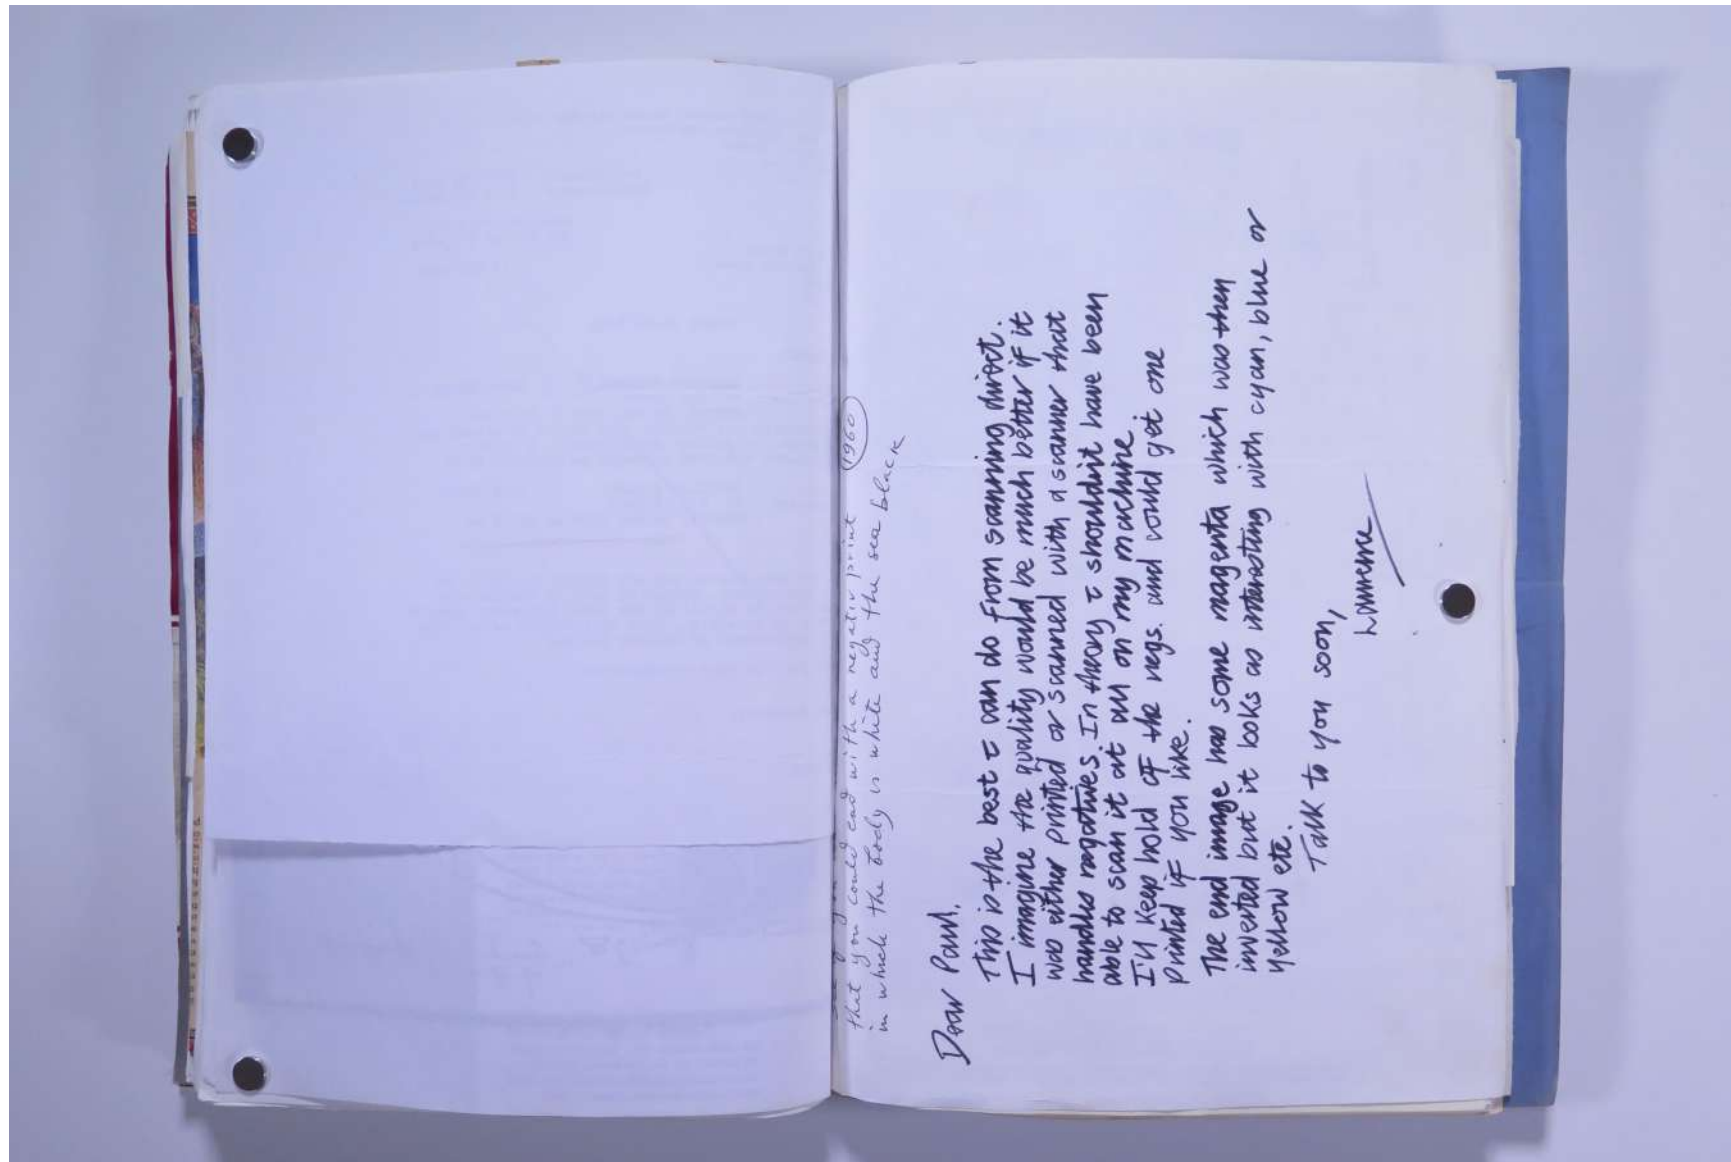 that you could end with a negativ print (1960)
in which the body is white and the sea black
Dear Paul,
This is the best I can do from scanning direct.
I imagine the quality would be much better if it
was either printed or scanned with a scanner that
handles negatives. In theory I shouldn't have been
able to scan it at all on my machine.
I'll keep hold of the negs. and could get one
printed if you like.
The end image has some magenta which was then
inverted but it looks as interesting with cyan, blue or
yellow etc.
Talk to you soon,
Lawrence